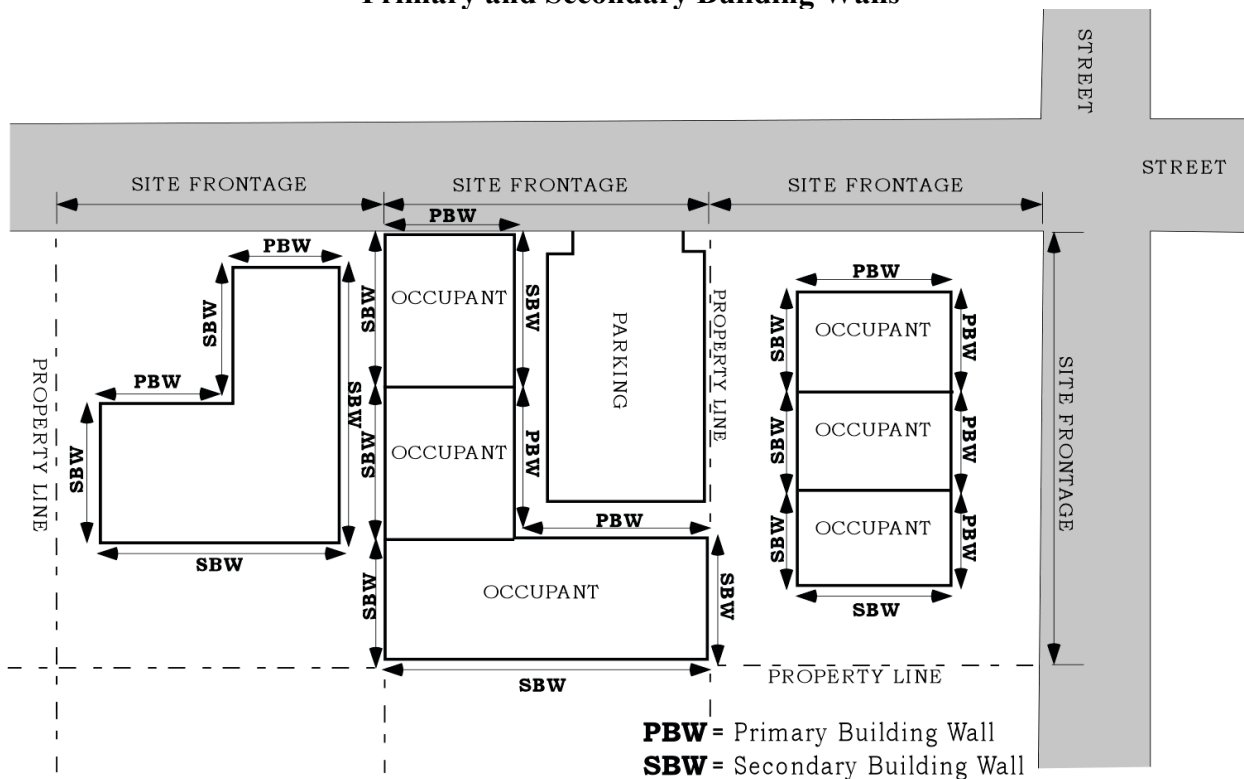 Primary and Secondary Building Walls
STREET
STREET
SITE FRONTAGE
SITE FRONTAGE
SITE FRONTAGE
PBW
PBW
SBW
SBW
PBW
SBW
SBW
SBW
PROPERTY LINE
OCCUPANT
SBW
SBW
OCCUPANT
SBW
PBW
PARKING
PBW
OCCUPANT
SBW
SBW
SBW
PROPERTY LINE
PBW
OCCUPANT
SBW
PBW
OCCUPANT
SBW
PBW
OCCUPANT
SBW
PBW
SBW
SITE FRONTAGE
PROPERTY LINE
PBW = Primary Building Wall
SBW = Secondary Building Wall